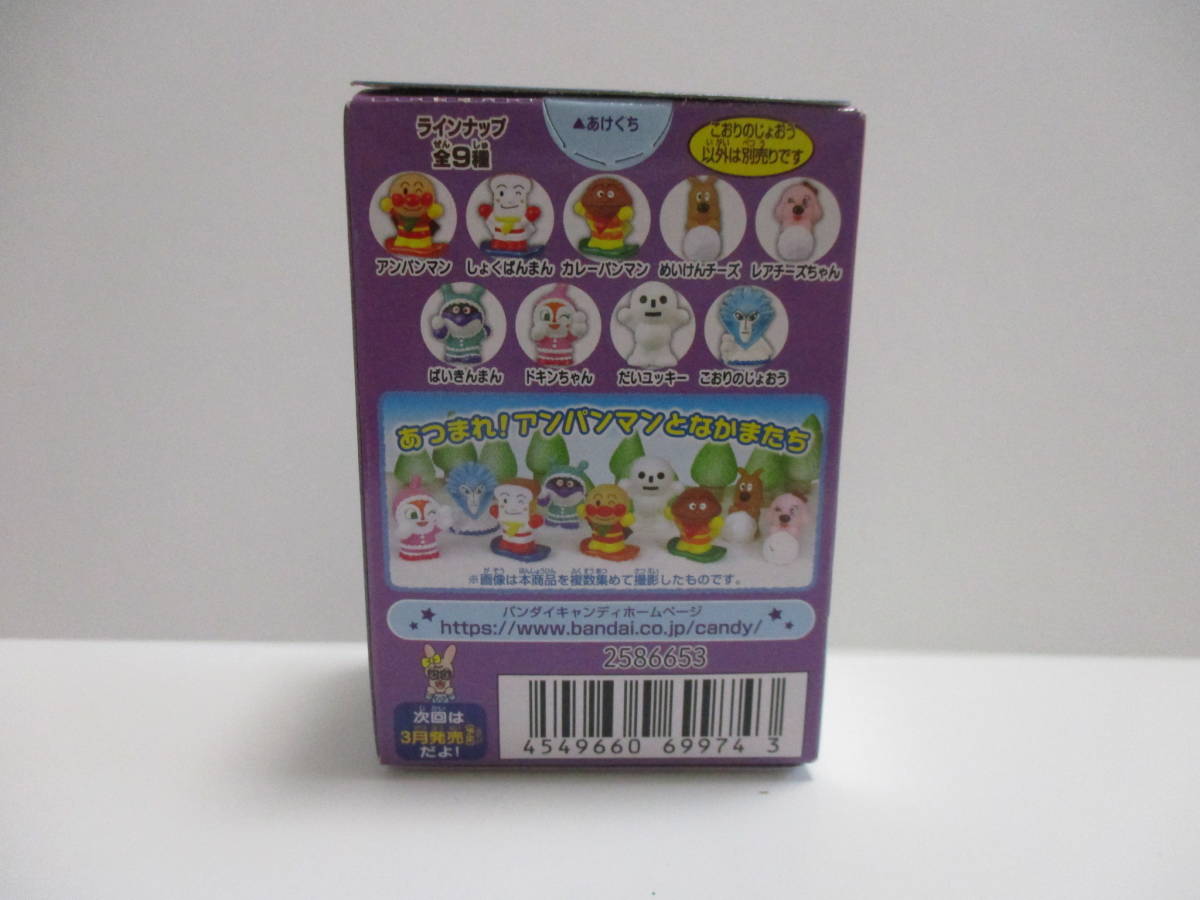 ラインナップ
全9種
▲あけくち
こおりのじょおう
以外は別売りです
アンパンマン しょくぱんまん カレーパンマン めいけんチーズ レアチーズちゃん
ばいきんまん ドキンちゃん だいユッキー こおりのじょおう
あつまれ!アンパンマンとなかまたち
※画像は本商品を複数集めて撮影したものです。
バンダイキャンディホームページ
https://www.bandai.co.jp/candy/
2586653
次回は
3月発売
だよ!
4549660 699743